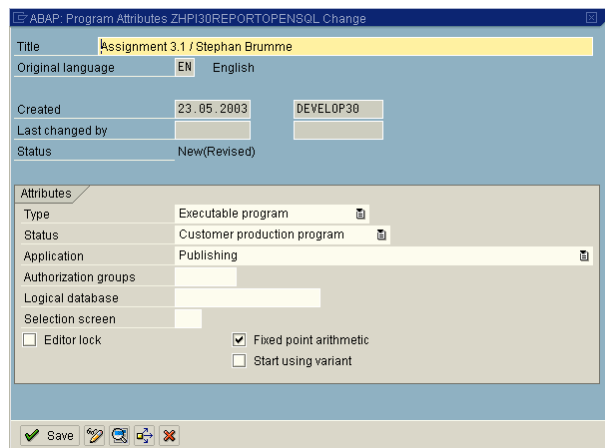 ABAP: Program Attributes ZHPI30REPORTOPENSQL Change
Title Assignment 3.1 / Stephan Brumme
Original language EN English
Created 23.05.2003 DEVELOP30
Last changed by
Status New(Revised)
Attributes
Type Executable program
Status Customer production program
Application Publishing
Authorization groups
Logical database
Selection screen
Editor lock Fixed point arithmetic
Start using variant
Save